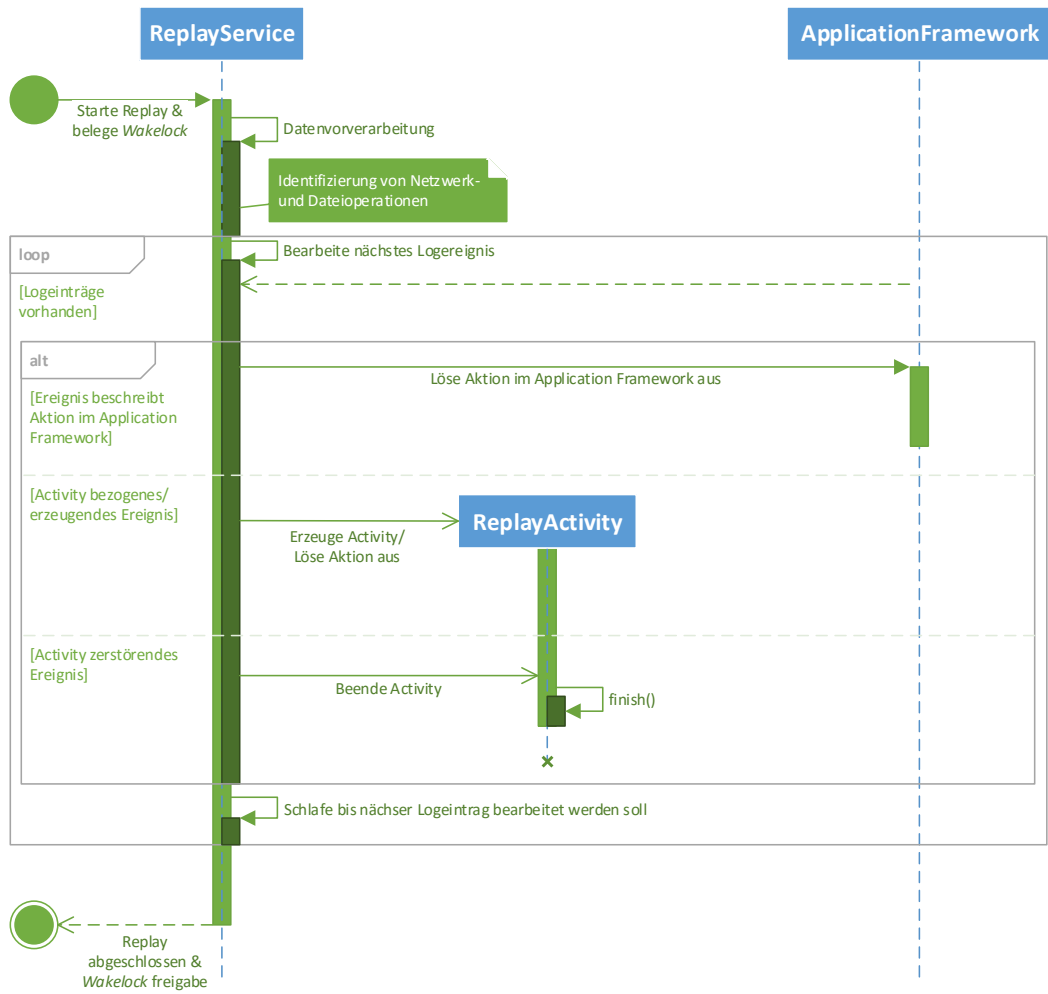 ReplayService
ApplicationFramework
Starte Replay &
belege Wakelock
Datenvorverarbeitung
Identifizierung von Netzwerk-
und Dateioperationen
loop
Bearbeite nächstes Logereignis
[Logeinträge
vorhanden]
alt
Löse Aktion im Application Framework aus
[Ereignis beschreibt
Aktion im Application
Framework]
[Activity bezogenes/
erzeugendes Ereignis]
ReplayActivity
Erzeuge Activity/
Löse Aktion aus
[Activity zerstörendes
Ereignis]
Beende Activity
finish()
Schlafe bis nächser Logeintrag bearbeitet werden soll
Replay
abgeschlossen &
Wakelock freigabe